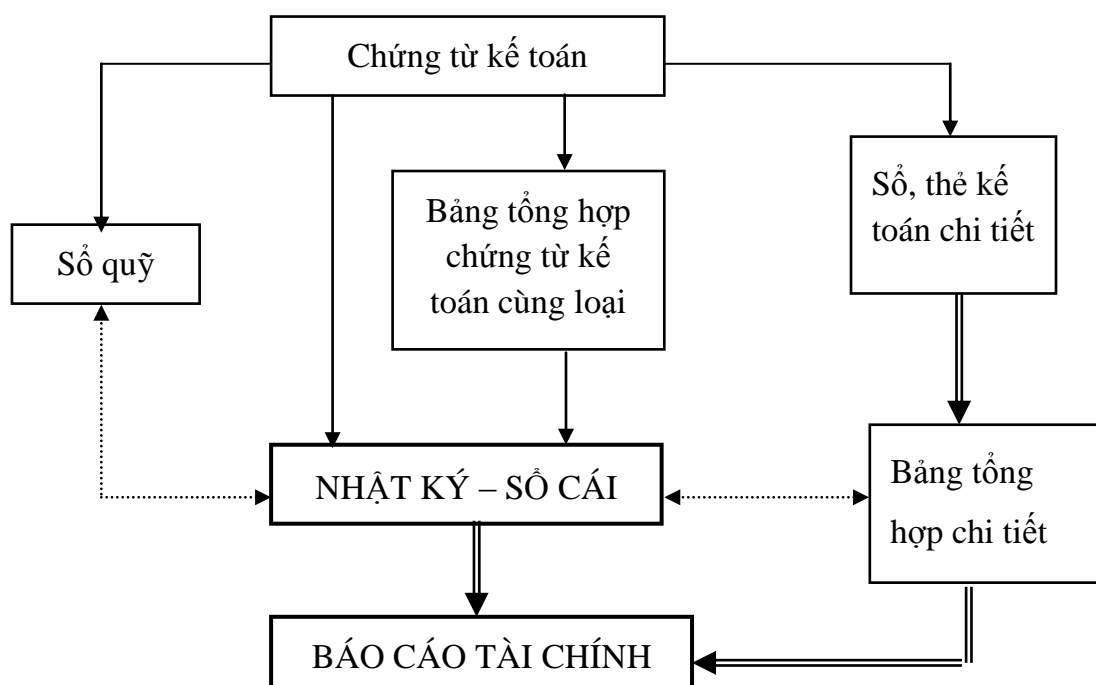 Chứng từ kế toán
Sổ quỹ
Bảng tổng hợp
chứng từ kế
toán cùng loại
Sổ, thẻ kế
toán chi tiết
NHẬT KÝ – SỔ CÁI
Bảng tổng
hợp chi tiết
BÁO CÁO TÀI CHÍNH